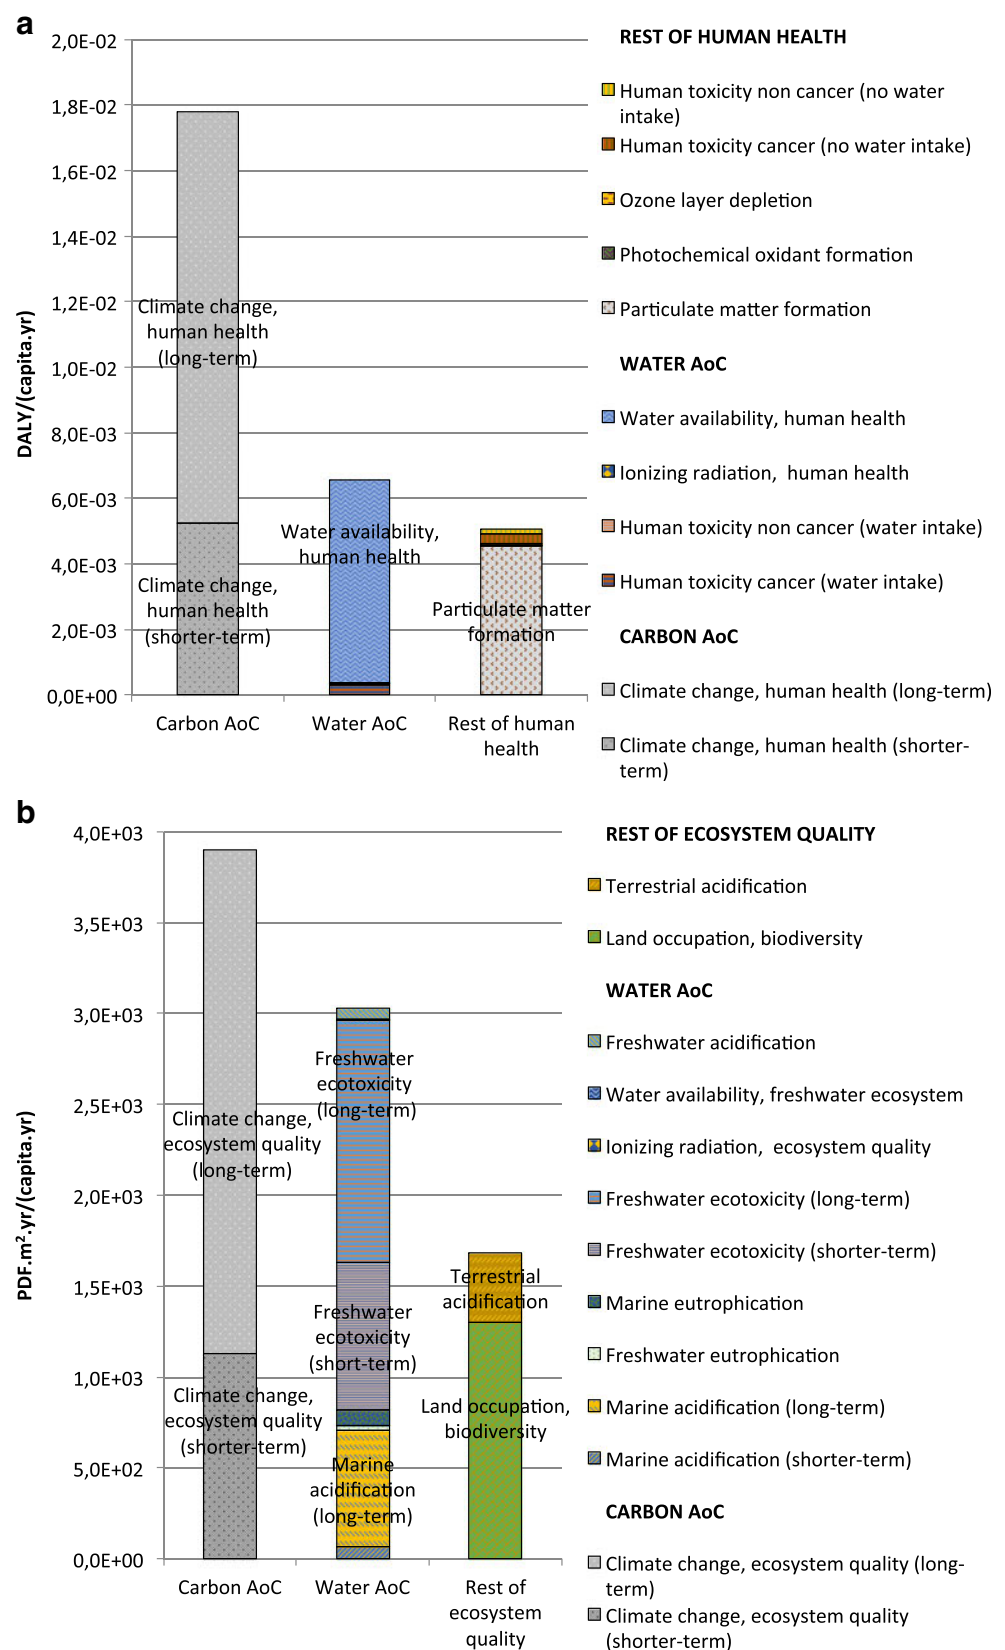 a
2,0E-02
1,8E-02
1,6E-02
1,4E-02
1,2E-02
1,0E-02
8,0E-03
6,0E-03
4,0E-03
2,0E-03
0,0E+00
DALY/(capita.yr)
Climate change,
human health
(long-term)
Climate change,
human health
(shorter-term)
Water availability,
human health
Particulate matter
formation
Carbon AoC
Water AoC
Rest of human
health
REST OF HUMAN HEALTH
Human toxicity non cancer (no water
intake)
Human toxicity cancer (no water intake)
Ozone layer depletion
Photochemical oxidant formation
Particulate matter formation
WATER AoC
Water availability, human health
Ionizing radiation,  human health
Human toxicity non cancer (water intake)
Human toxicity cancer (water intake)
CARBON AoC
Climate change, human health (long-term)
Climate change, human health (shorter-
term)
b
4,0E+03
3,5E+03
3,0E+03
2,5E+03
2,0E+03
1,5E+03
1,0E+03
5,0E+02
0,0E+00
PDF.m².yr/(capita.yr)
Climate change,
ecosystem quality
(long-term)
Climate change,
ecosystem quality
(shorter-term)
Freshwater
ecotoxicity
(long-term)
Freshwater
ecotoxicity
(short-term)
Marine
acidification
(long-term)
Terrestrial
acidification
Land occupation,
biodiversity
Carbon AoC
Water AoC
Rest of
ecosystem
quality
REST OF ECOSYSTEM QUALITY
Terrestrial acidification
Land occupation, biodiversity
WATER AoC
Freshwater acidification
Water availability, freshwater ecosystem
Ionizing radiation,  ecosystem quality
Freshwater ecotoxicity (long-term)
Freshwater ecotoxicity (shorter-term)
Marine eutrophication
Freshwater eutrophication
Marine acidification (long-term)
Marine acidification (shorter-term)
CARBON AoC
Climate change, ecosystem quality (long-
term)
Climate change, ecosystem quality
(shorter-term)